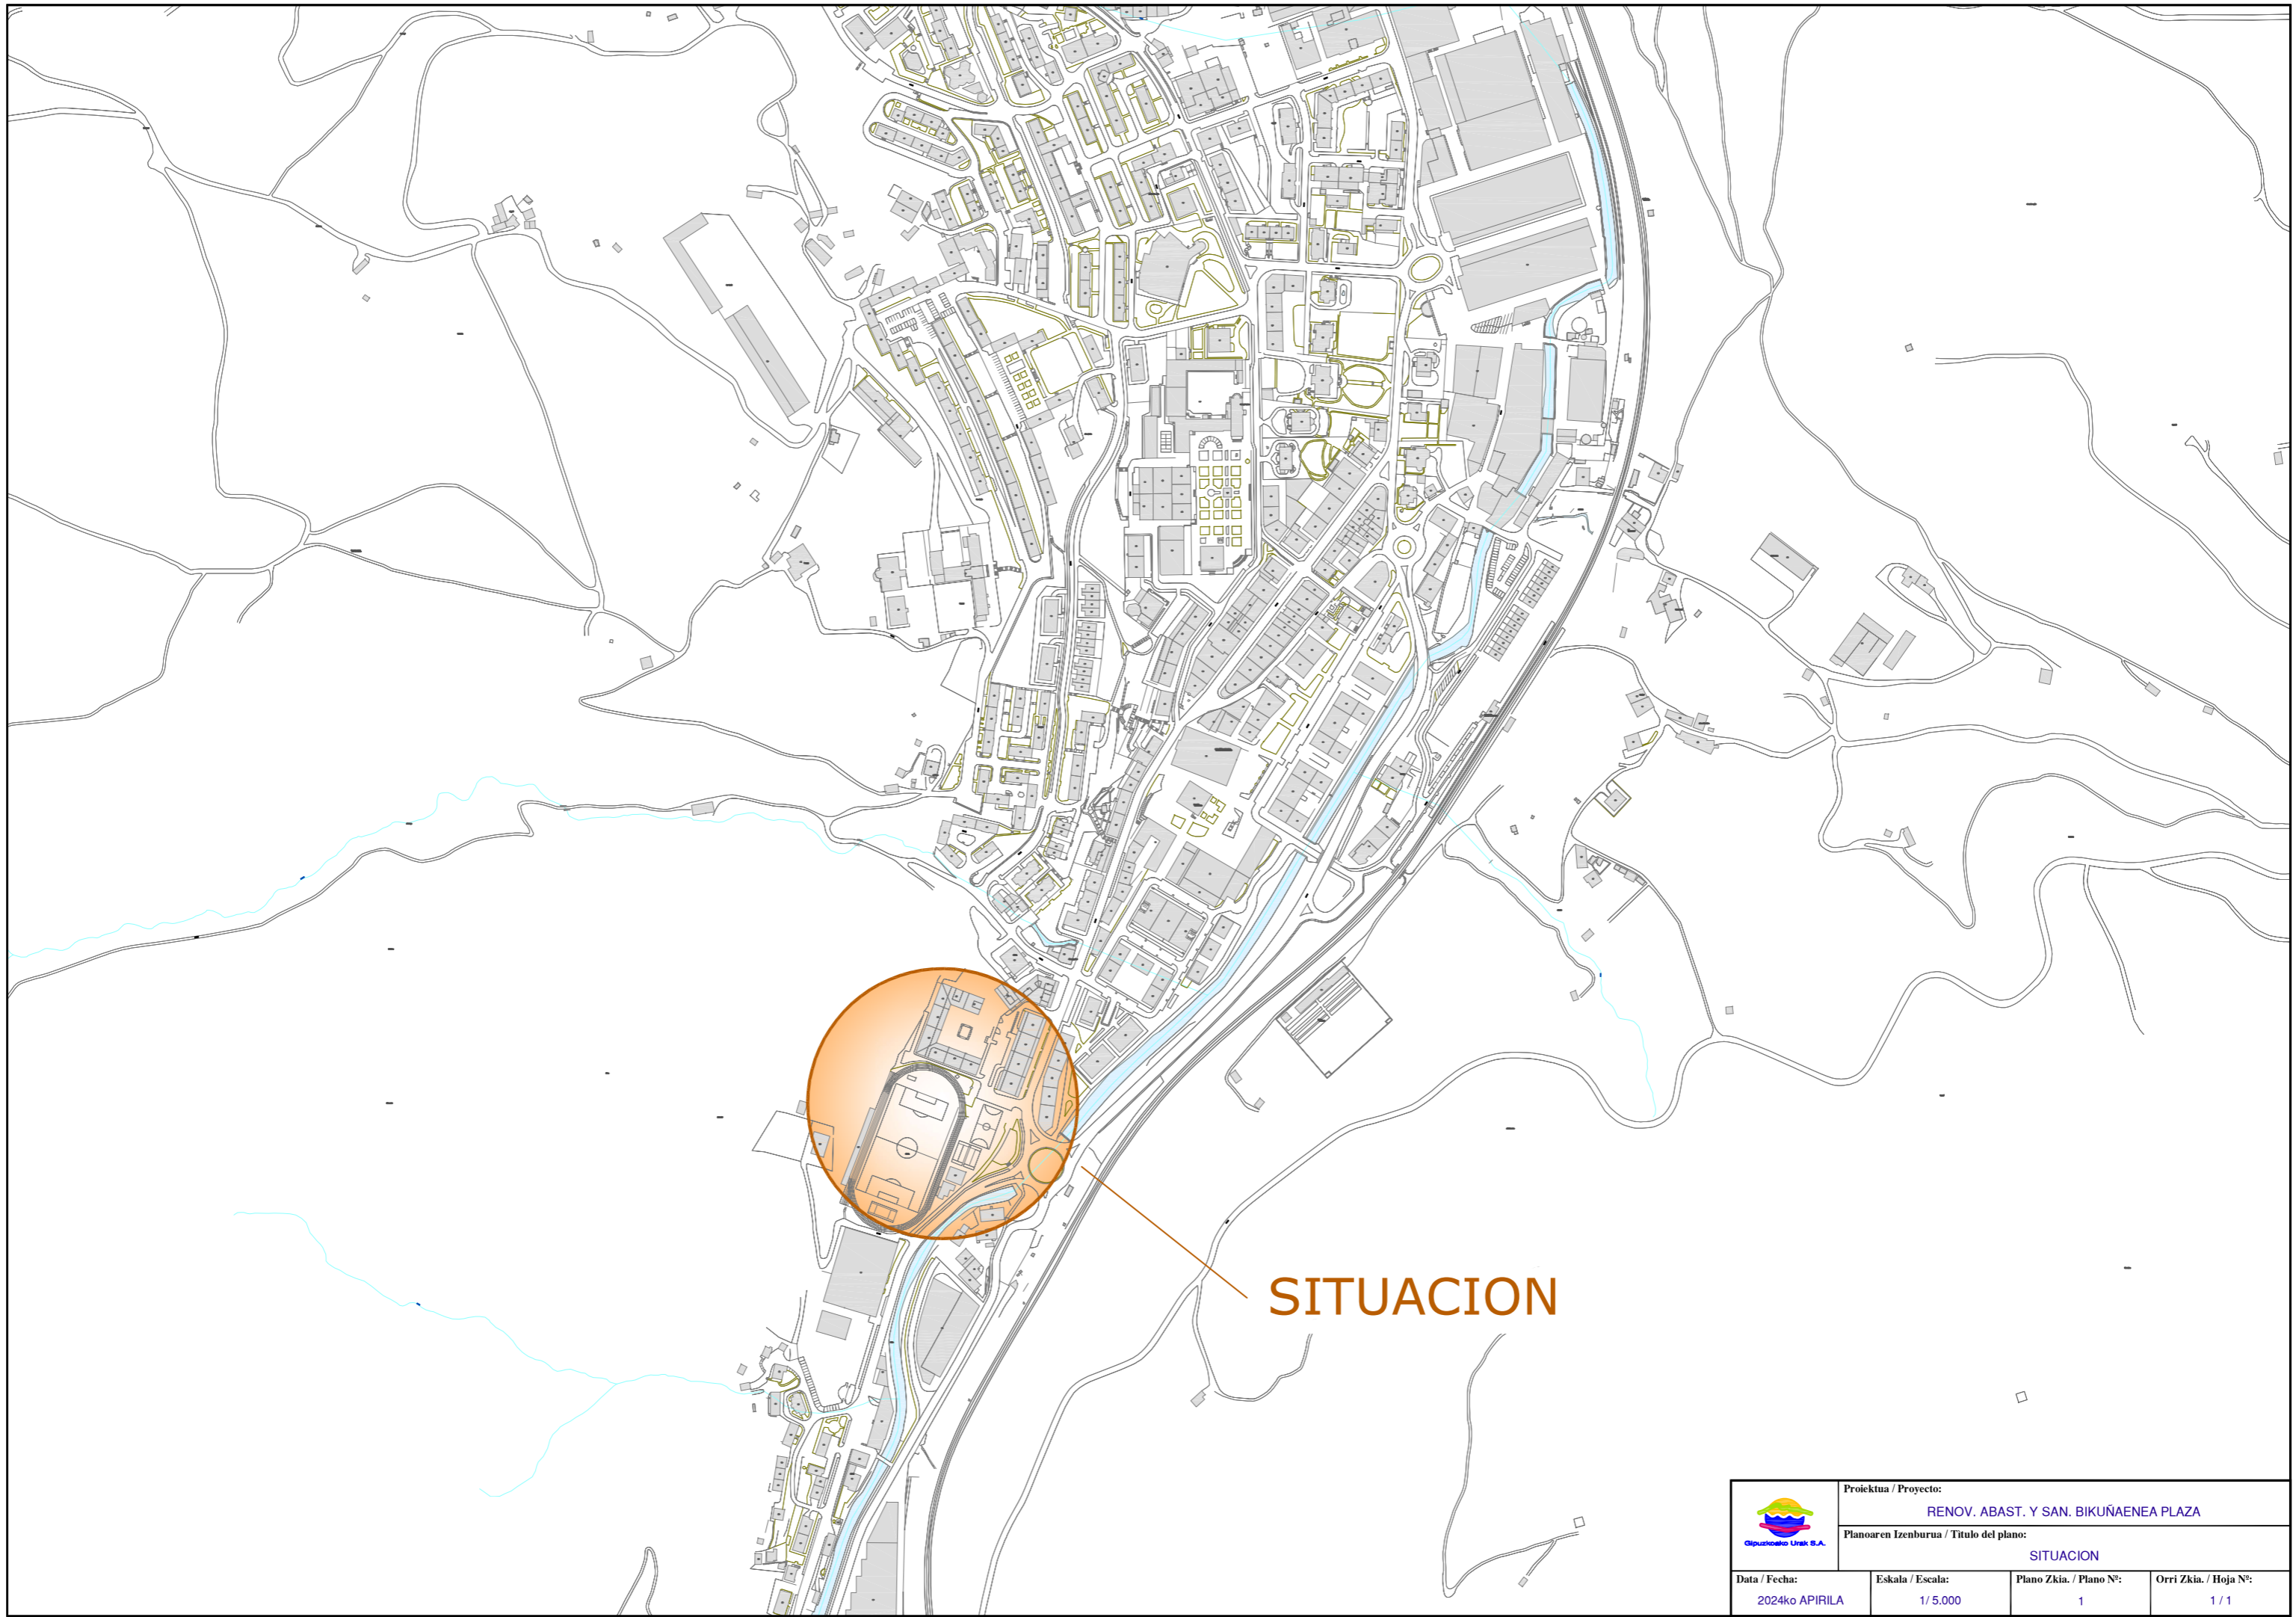 SITUACION
Proiektua / Proyecto:
RENOV. ABAST. Y SAN. BIKUÑAENEA PLAZA
Gipuzkoako Urak S.A.
Planoaren Izenburua / Titulo del plano:
SITUACION
Data / Fecha:
2024ko APIRILA
Eskala / Escala:
1/ 5.000
Plano Zkia. / Plano Nº:
1
Orri Zkia. / Hoja Nº:
1 / 1